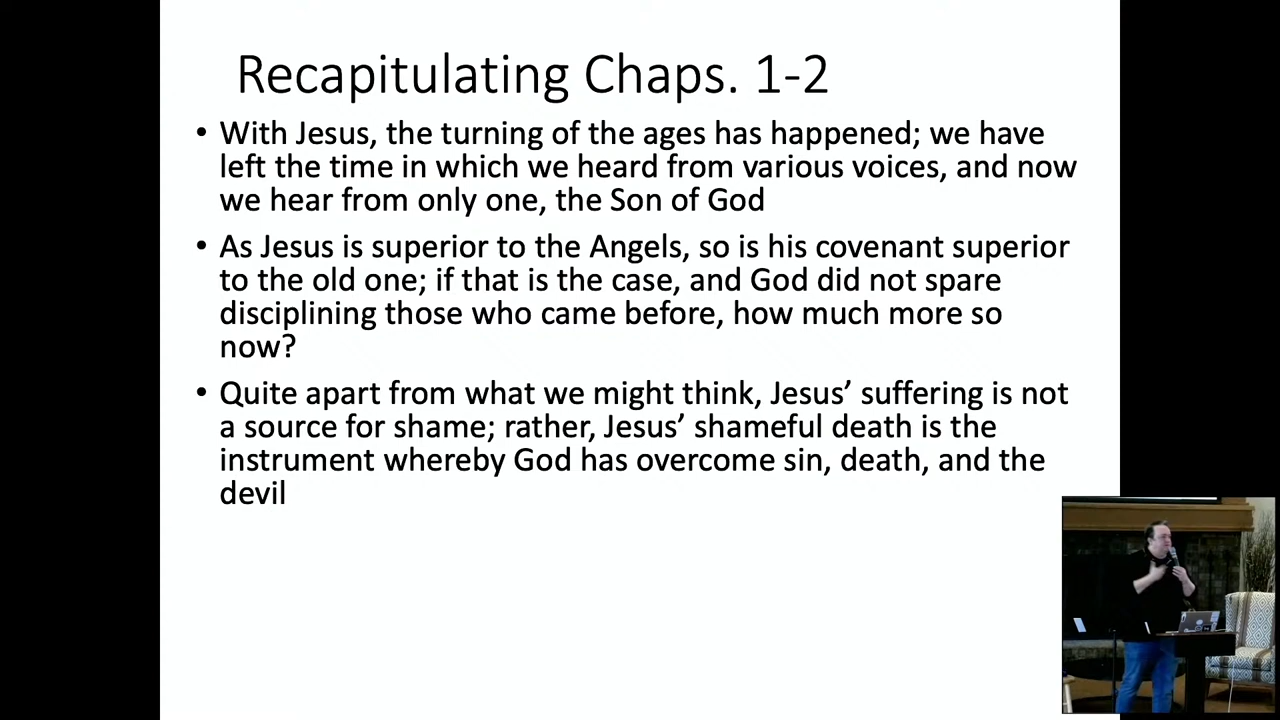 Recapitulating Chaps. 1-2
• With Jesus, the turning of the ages has happened; we have
left the time in which we heard from various voices, and now
we hear from only one, the Son of God
• As Jesus is superior to the Angels, so is his covenant superior
to the old one; if that is the case, and God did not spare
disciplining those who came before, how much more so
now?
• Quite apart from what we might think, Jesus’ suffering is not
a source for shame; rather, Jesus’ shameful death is the
instrument whereby God has overcome sin, death, and the
devil